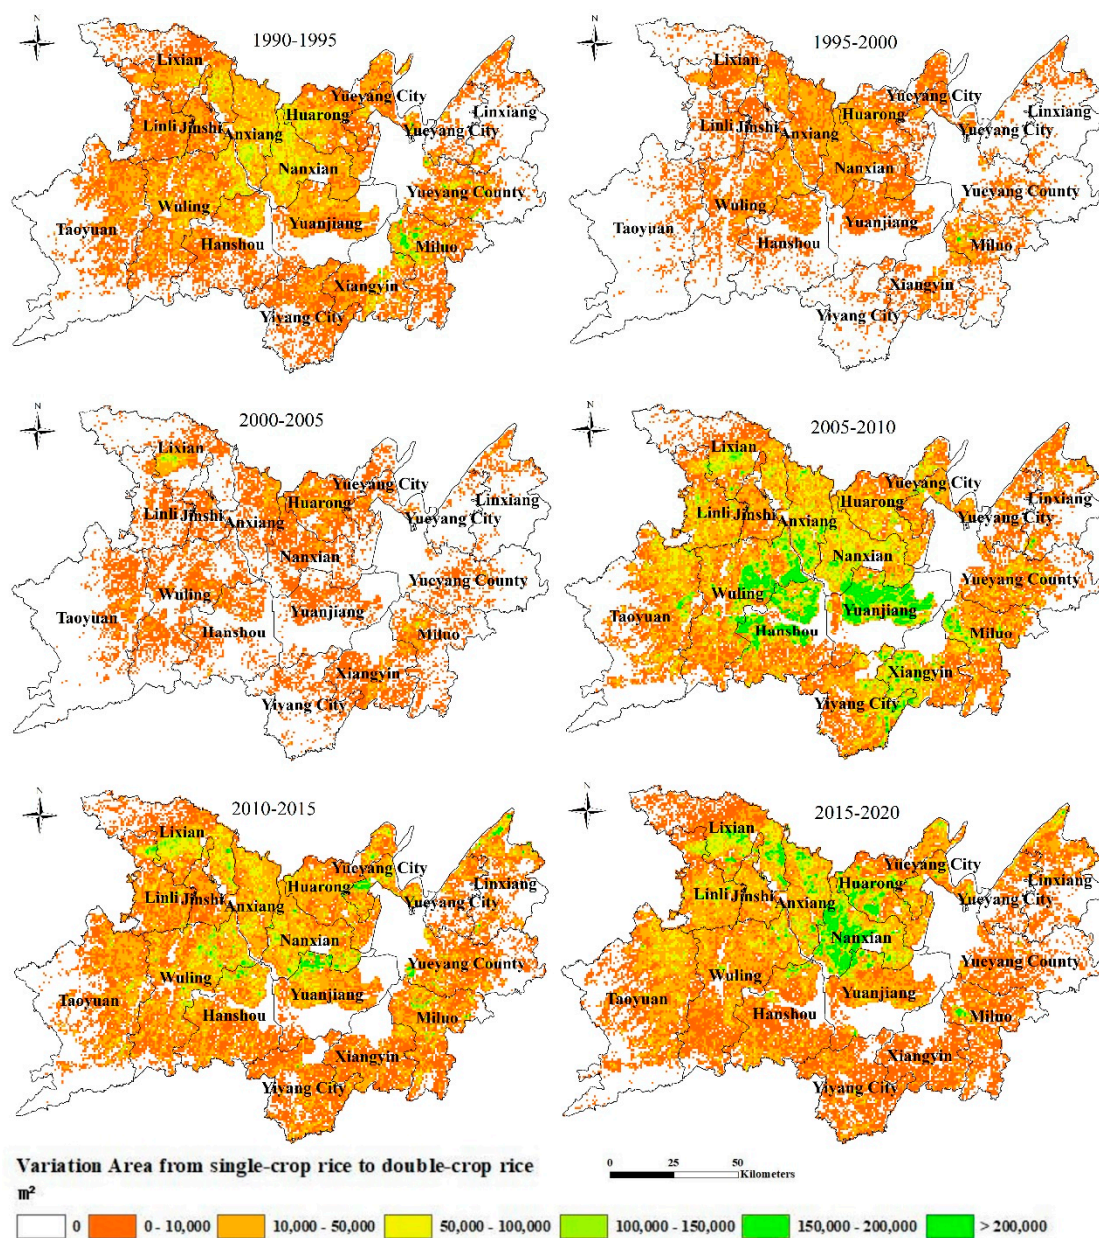 N
1990-1995
Lixian
Yueyang City
Linxiang
Huarong
Linli Jinshi Anxiang
Yueyang City
Nanxian
Yueyang County
Wuling
Taoyuan
Yuanjiang
Hanshou
Miluo
Xiangyin
Yiyang City
N
1995-2000
Lixian
Yueyang City
Linxiang
Huarong
Linli Jinshi Anxiang
Yueyang City
Nanxian
Yueyang County
Wuling
Taoyuan
Yuanjiang
Hanshou
Miluo
Xiangyin
Yiyang City
N
2000-2005
Lixian
Yueyang City
Linxiang
Huarong
Linli Jinshi Anxiang
Yueyang City
Nanxian
Yueyang County
Wuling
Taoyuan
Yuanjiang
Hanshou
Miluo
Xiangyin
Yiyang City
N
2005-2010
Lixian
Yueyang City
Linxiang
Huarong
Linli Jinshi Anxiang
Yueyang City
Nanxian
Yueyang County
Wuling
Taoyuan
Yuanjiang
Hanshou
Miluo
Xiangyin
Yiyang City
N
2010-2015
Lixian
Yueyang City
Linxiang
Huarong
Linli Jinshi Anxiang
Yueyang City
Nanxian
Yueyang County
Wuling
Taoyuan
Yuanjiang
Hanshou
Miluo
Xiangyin
Yiyang City
N
2015-2020
Lixian
Yueyang City
Linxiang
Huarong
Linli Jinshi Anxiang
Yueyang City
Nanxian
Yueyang County
Wuling
Taoyuan
Yuanjiang
Hanshou
Miluo
Xiangyin
Yiyang City
Variation Area from single-crop rice to double-crop rice
m²
0 25 50
Kilometers
0 0 - 10,000 10,000 - 50,000 50,000 - 100,000 100,000 - 150,000 150,000 - 200,000 > 200,000